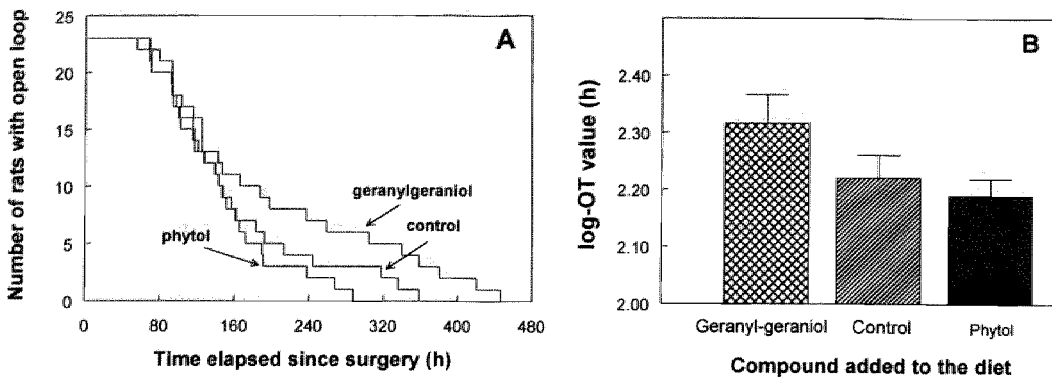 A
Number of rats with open loop
25
20
15
10
5
0
geranylgeraniol
control
phytol
0 80 160 240 320 400 480
Time elapsed since surgery (h)
B
log-OT value (h)
2.40
2.30
2.20
2.10
2.00
Geranyl-geraniol Control Phytol
Compound added to the diet